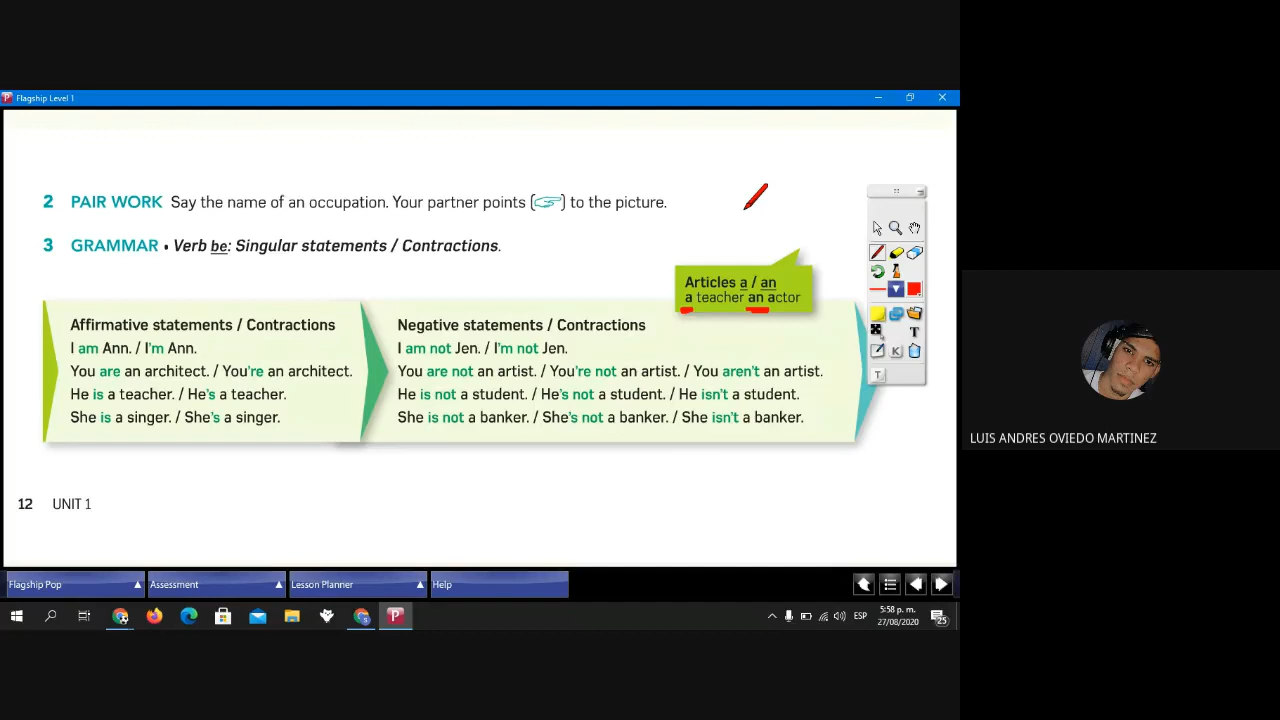 Flagship Level 1
2 PAIR WORK Say the name of an occupation. Your partner points ( ) to the picture.
3 GRAMMAR • Verb be: Singular statements / Contractions.
Articles a / an
a teacher an actor
Affirmative statements / Contractions
I am Ann. / I'm Ann.
You are an architect. / You're an architect.
He is a teacher. / He's a teacher.
She is a singer. / She's a singer.
Negative statements / Contractions
I am not Jen. / I'm not Jen.
You are not an artist. / You're not an artist. / You aren't an artist.
He is not a student. / He's not a student. / He isn't a student.
She is not a banker. / She's not a banker. / She isn't a banker.
T
K
T
LUIS ANDRES OVIEDO MARTINEZ
12 UNIT 1
Flagship Pop Assessment Lesson Planner Help
ESP
5:58 p. m.
27/08/2020
25